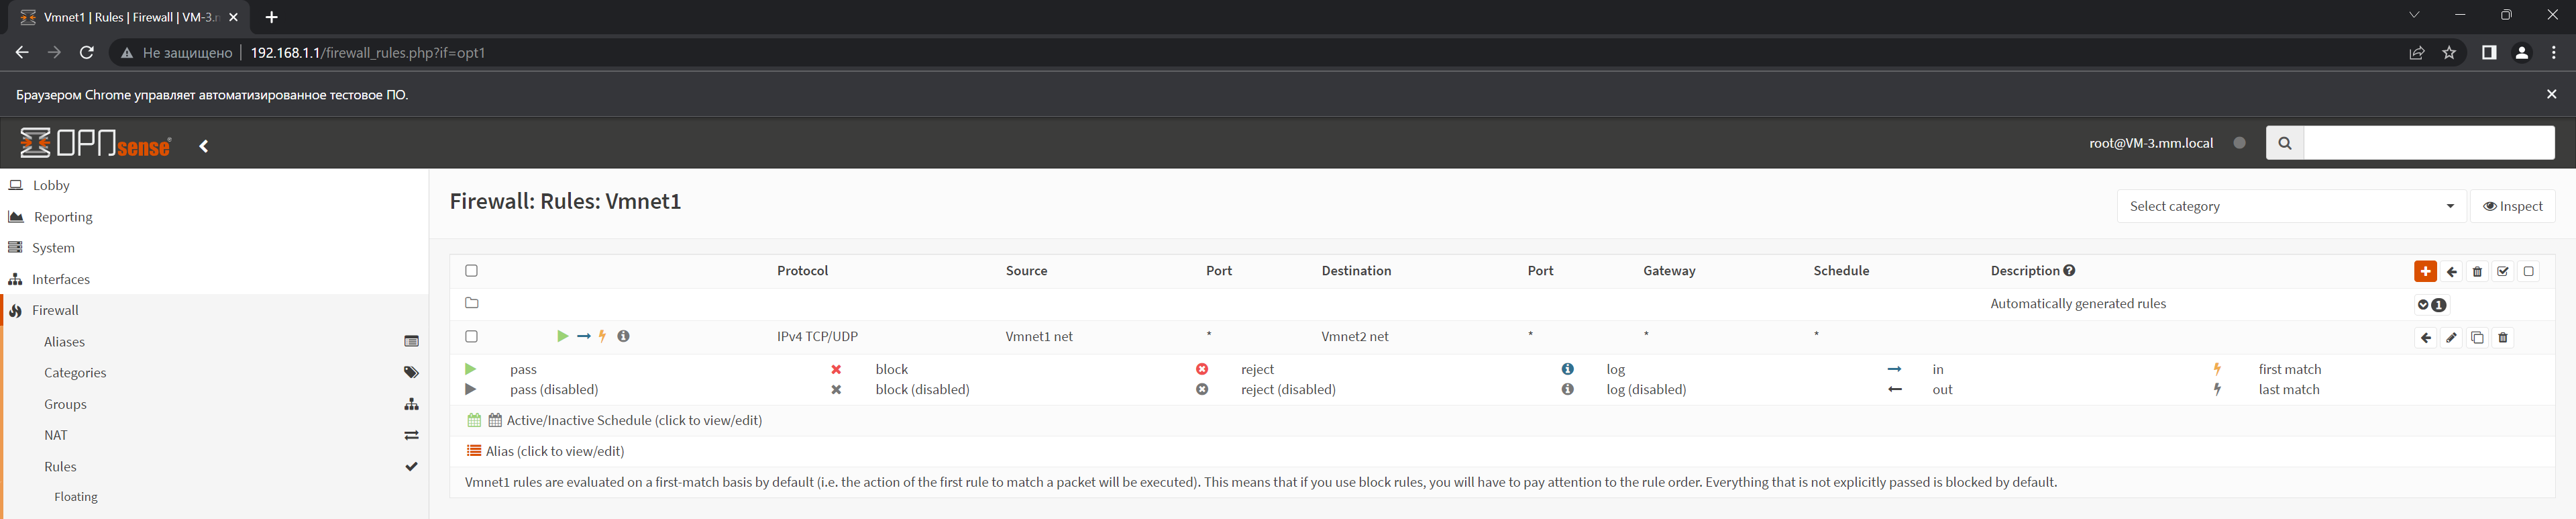 Vmnet1 | Rules | Firewall | VM-3.n
Не защищено | 192.168.1.1/firewall_rules.php?if=opt1
Браузером Chrome управляет автоматизированное тестовое ПО.
OPNsense® root@VM-3.mm.local
Lobby
Reporting
System
Interfaces
Firewall
Aliases
Categories
Groups
NAT
Rules
Floating
Firewall: Rules: Vmnet1
Select category Inspect
Protocol Source Port Destination Port Gateway Schedule Description
Automatically generated rules 1
IPv4 TCP/UDP Vmnet1 net * Vmnet2 net * * *
pass block reject log in first match
pass (disabled) block (disabled) reject (disabled) log (disabled) out last match
Active/Inactive Schedule (click to view/edit)
Alias (click to view/edit)
Vmnet1 rules are evaluated on a first-match basis by default (i.e. the action of the first rule to match a packet will be executed). This means that if you use block rules, you will have to pay attention to the rule order. Everything that is not explicitly passed is blocked by default.